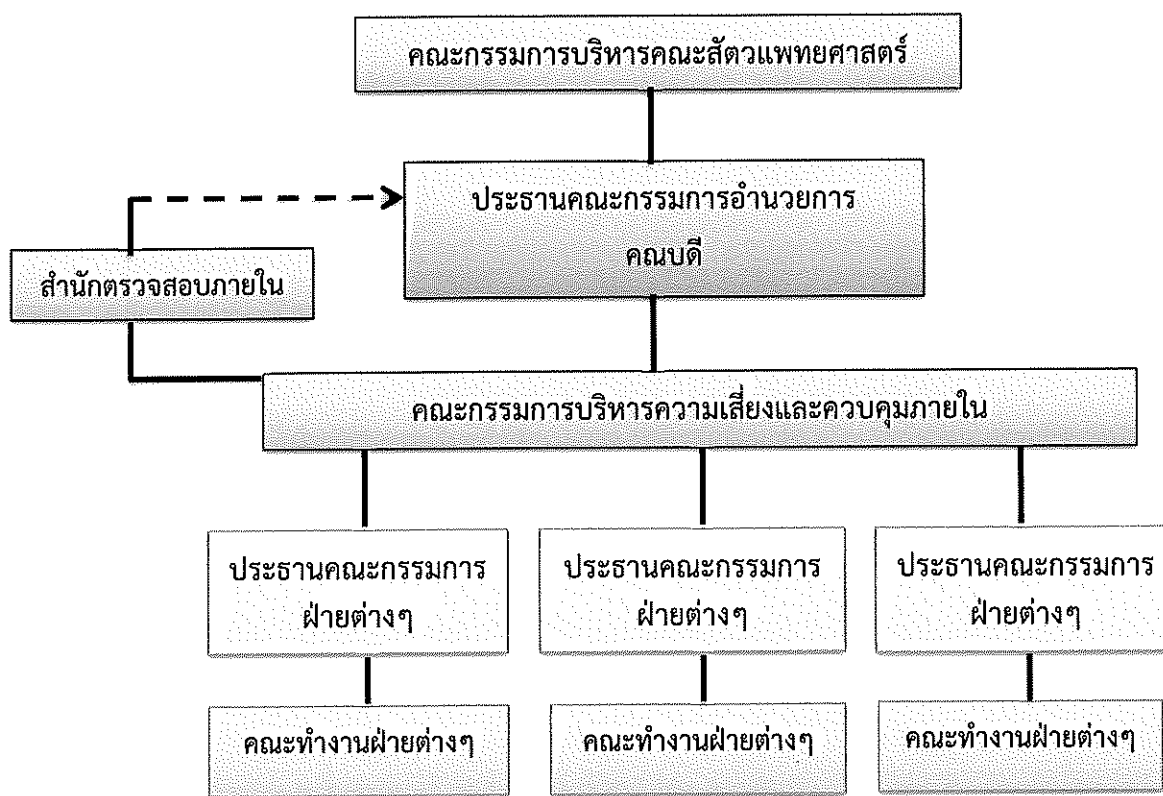 คณะกรรมการบริหารคณะสัตวแพทยศาสตร์
ประธานคณะกรรมการอำนวยการ
คณบดี
สำนักตรวจสอบภายใน
คณะกรรมการบริหารความเสี่ยงและควบคุมภายใน
ประธานคณะกรรมการ
ฝ่ายต่างๆ
ประธานคณะกรรมการ
ฝ่ายต่างๆ
ประธานคณะกรรมการ
ฝ่ายต่างๆ
คณะทำงานฝ่ายต่างๆ
คณะทำงานฝ่ายต่างๆ
คณะทำงานฝ่ายต่างๆ